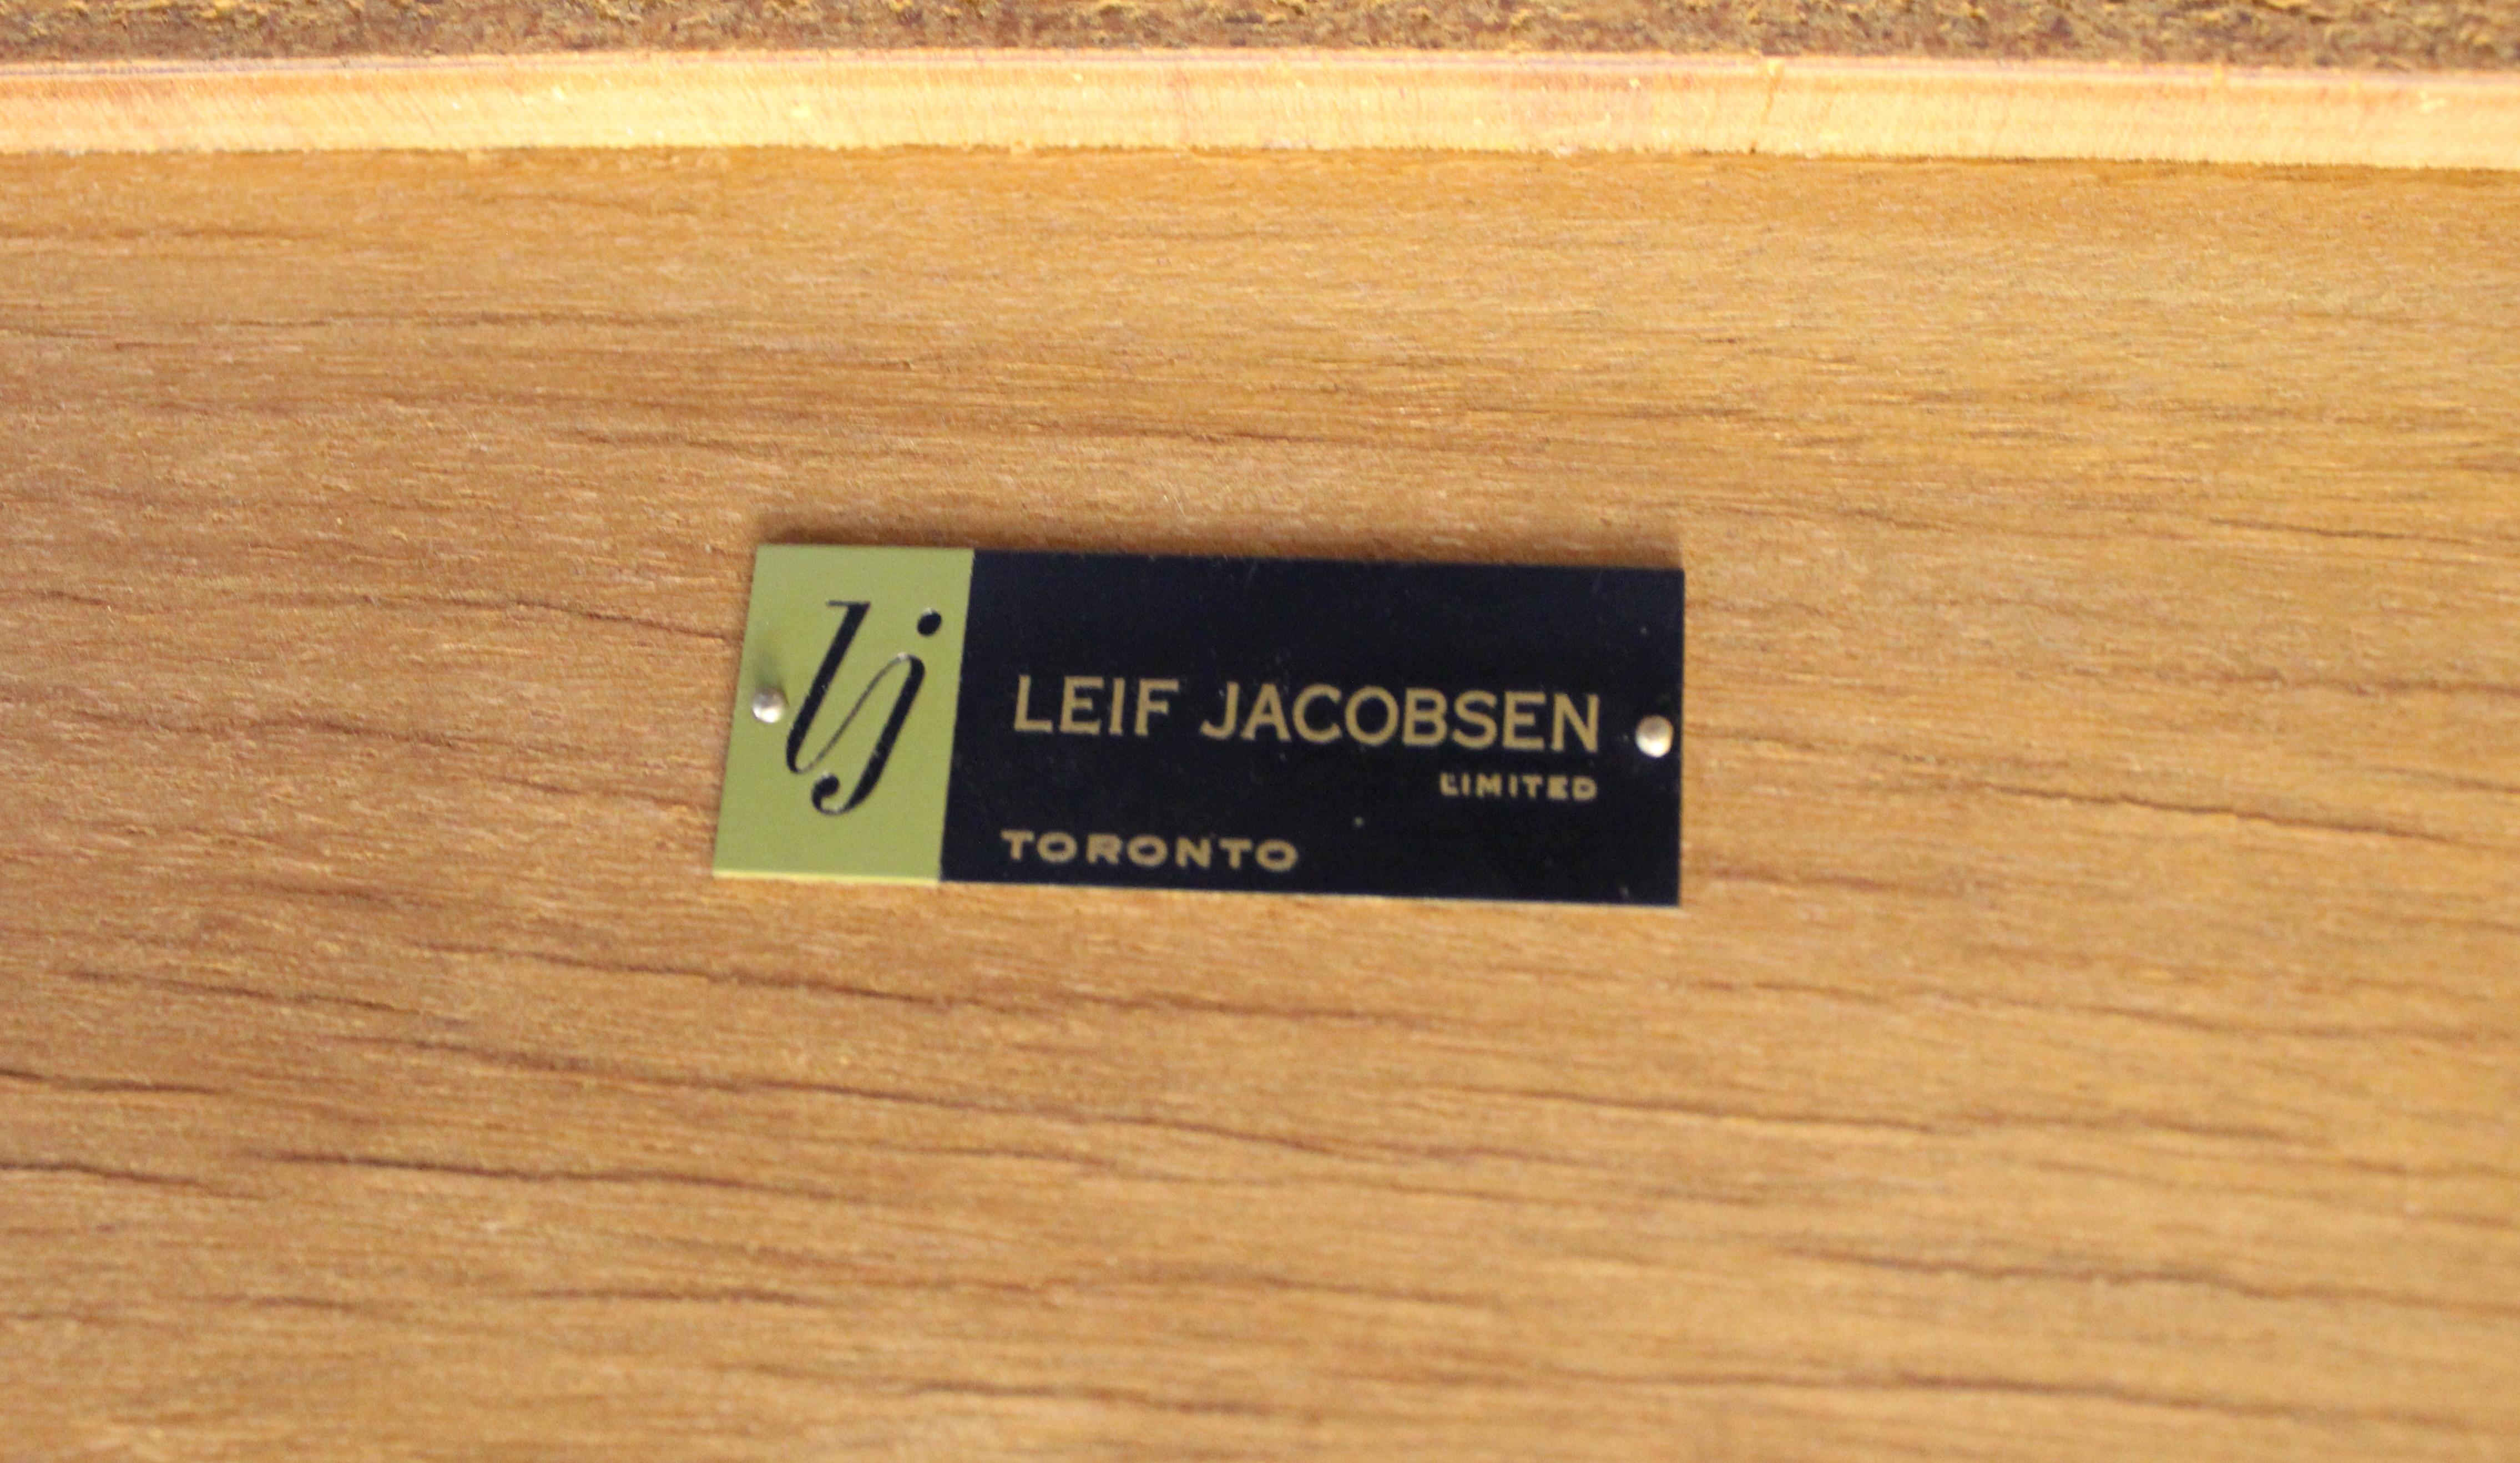 lj
LEIF JACOBSEN
LIMITED
TORONTO